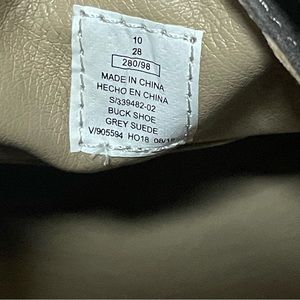 10
28
280/98
MADE IN CHINA
HECHO EN CHINA
S/339482-02
BUCK SHOE
GREY SUEDE
V/905594 HO18